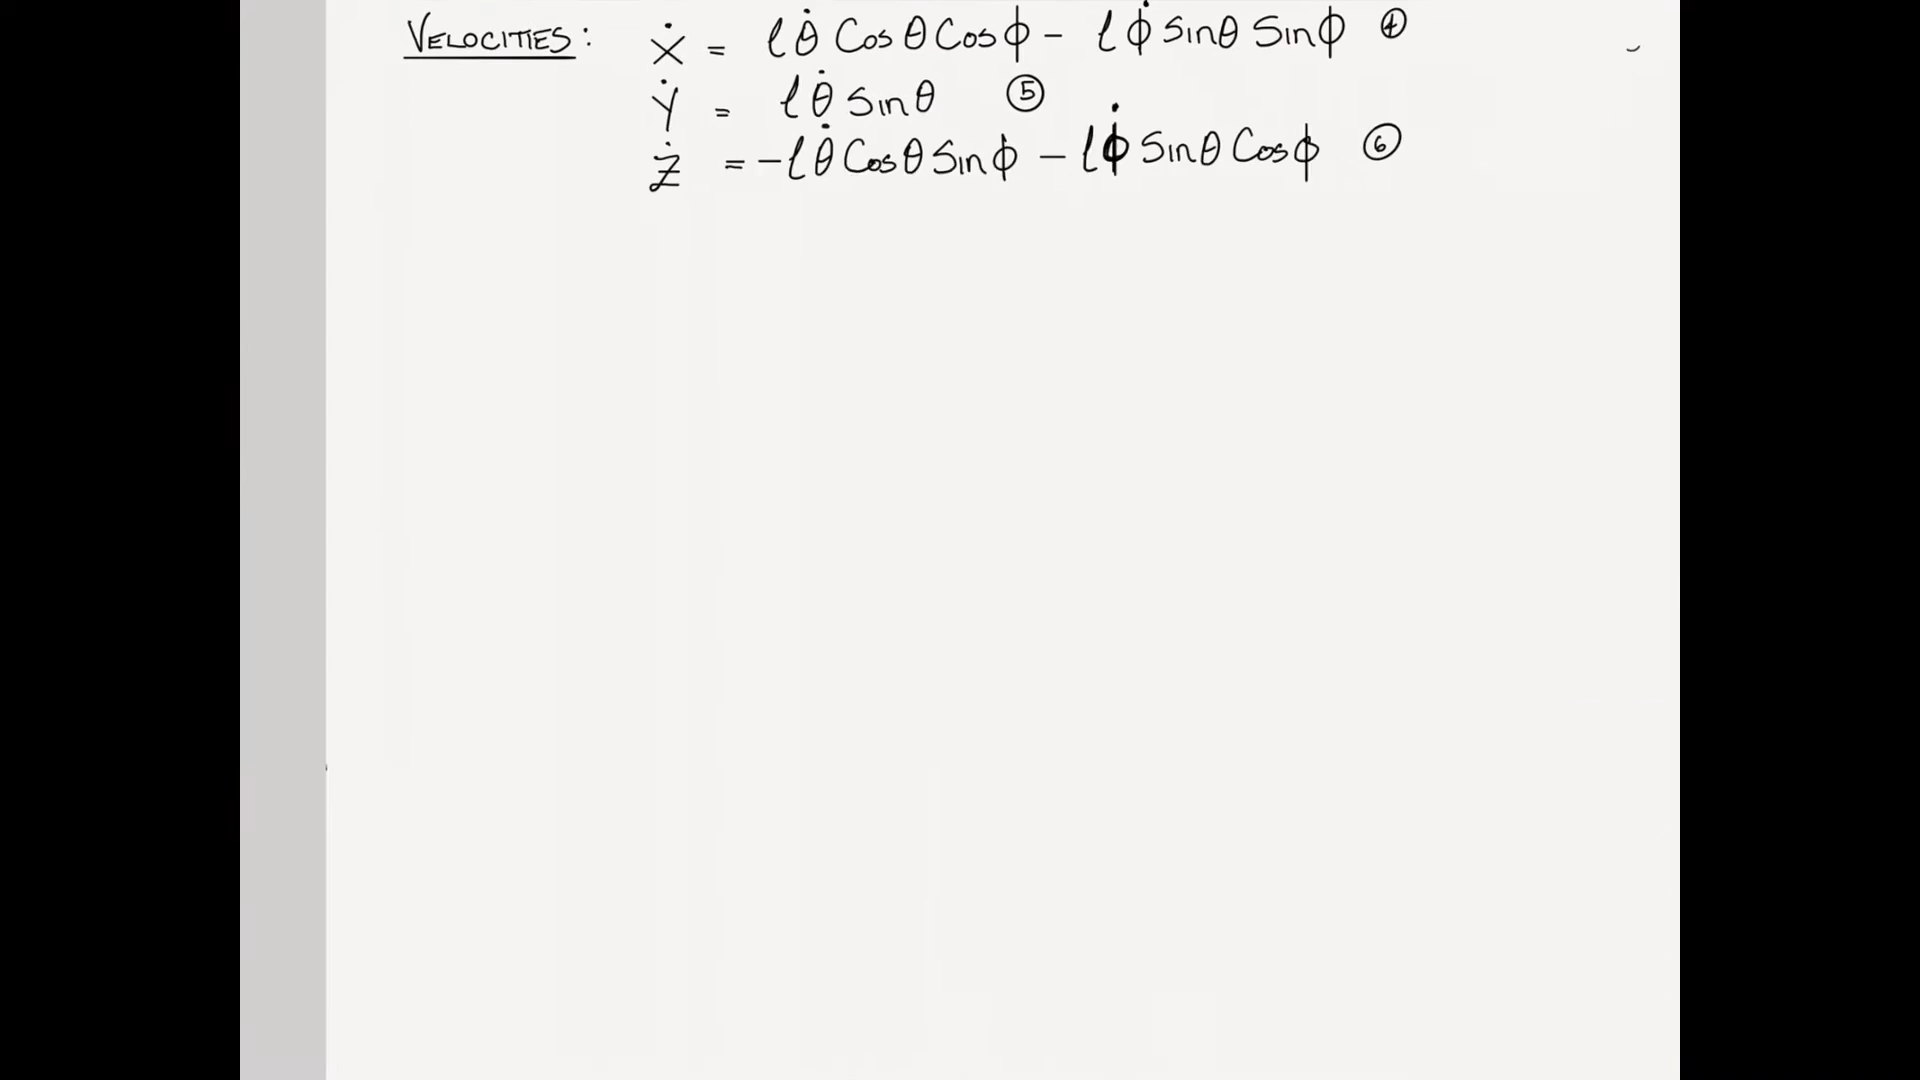 VELOCITIES: Ẋ = ℓθ̇ Cosθ Cosϕ - ℓϕ̇ Sinθ Sinϕ ④
Ẏ = ℓθ̇ Sinθ ⑤
Ż = -ℓθ̇ Cosθ Sinϕ - ℓϕ̇ Sinθ Cosϕ ⑥